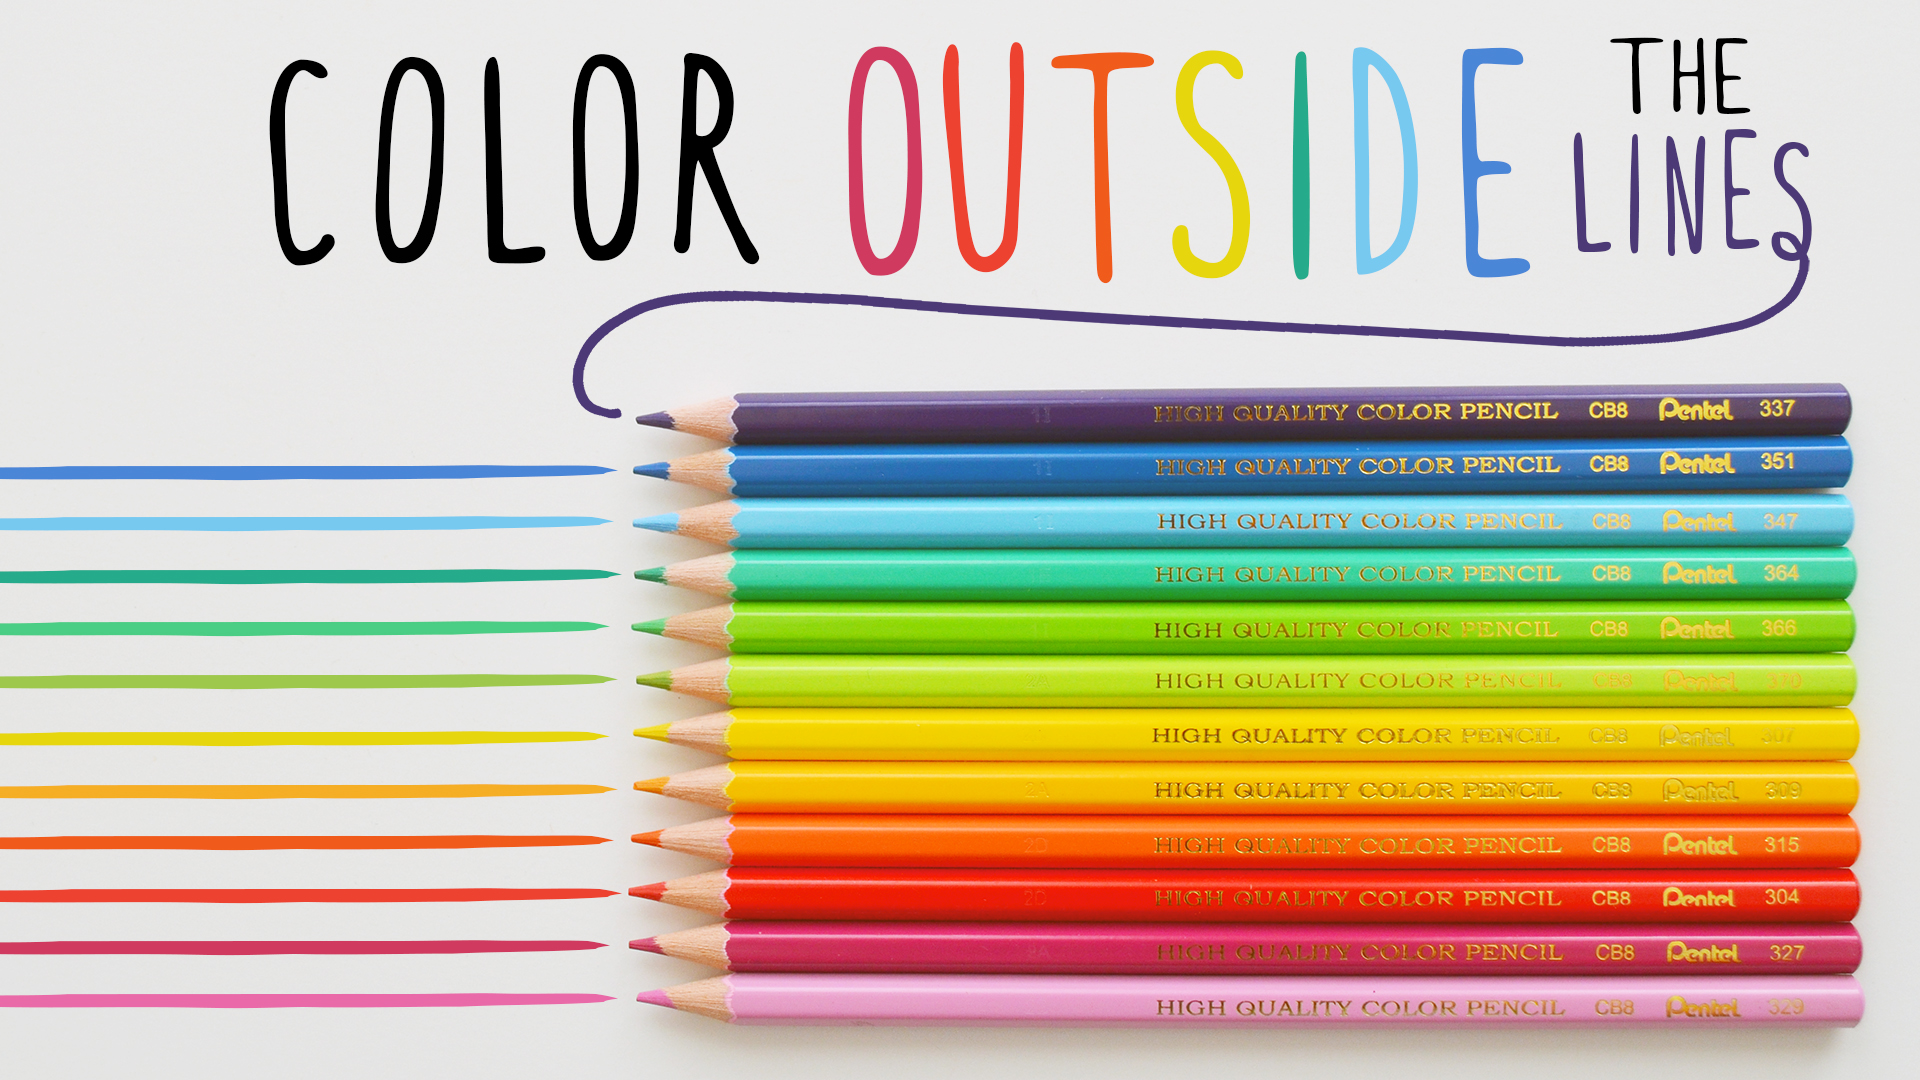 COLOR OUTSIDE THE LINES
HIGH QUALITY COLOR PENCIL CB8 Pentel 337
HIGH QUALITY COLOR PENCIL CB8 Pentel 351
HIGH QUALITY COLOR PENCIL CB8 Pentel 347
HIGH QUALITY COLOR PENCIL CB8 Pentel 364
HIGH QUALITY COLOR PENCIL CB8 Pentel 366
HIGH QUALITY COLOR PENCIL CB8 Pentel
HIGH QUALITY COLOR PENCIL CB8 Pentel 307
2A HIGH QUALITY COLOR PENCIL CB8 Pentel 309
HIGH QUALITY COLOR PENCIL CB8 Pentel 315
HIGH QUALITY COLOR PENCIL CB8 Pentel 304
HIGH QUALITY COLOR PENCIL CB8 Pentel 327
HIGH QUALITY COLOR PENCIL CB8 Pentel 329